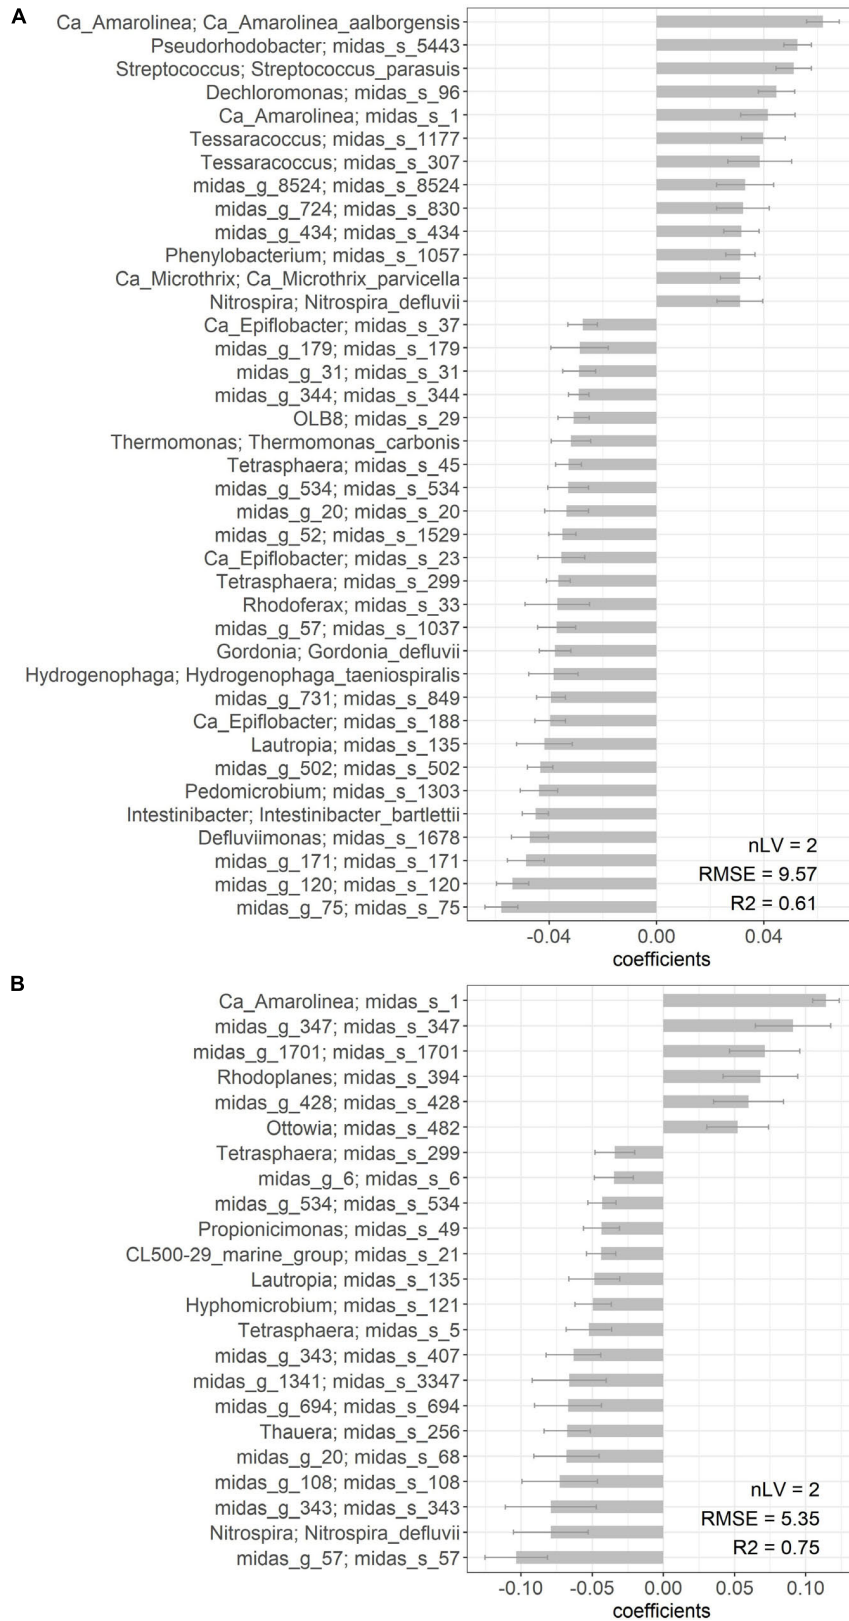 A
Ca_Amarolinea; Ca_Amarolinea_aalborgensis
Pseudorhodobacter; midas_s_5443
Streptococcus; Streptococcus_parasuis
Dechloromonas; midas_s_96
Ca_Amarolinea; midas_s_1
Tessaracoccus; midas_s_1177
Tessaracoccus; midas_s_307
midas_g_8524; midas_s_8524
midas_g_724; midas_s_830
midas_g_434; midas_s_434
Phenylobacterium; midas_s_1057
Ca_Microthrix; Ca_Microthrix_parvicella
Nitrospira; Nitrospira_defluvii
Ca_Epiflobacter; midas_s_37
midas_g_179; midas_s_179
midas_g_31; midas_s_31
midas_g_344; midas_s_344
OLB8; midas_s_29
Thermomonas; Thermomonas_carbonis
Tetrasphaera; midas_s_45
midas_g_534; midas_s_534
midas_g_20; midas_s_20
midas_g_52; midas_s_1529
Ca_Epiflobacter; midas_s_23
Tetrasphaera; midas_s_299
Rhodoferax; midas_s_33
midas_g_57; midas_s_1037
Gordonia; Gordonia_defluvii
Hydrogenophaga; Hydrogenophaga_taeniospiralis
midas_g_731; midas_s_849
Ca_Epiflobacter; midas_s_188
Lautropia; midas_s_135
midas_g_502; midas_s_502
Pedomicrobium; midas_s_1303
Intestinibacter; Intestinibacter_bartlettii
Defluviimonas; midas_s_1678
midas_g_171; midas_s_171
midas_g_120; midas_s_120
midas_g_75; midas_s_75
nLV = 2
RMSE = 9.57
R2 = 0.61
-0.04 0.00 0.04
coefficients
B
Ca_Amarolinea; midas_s_1
midas_g_347; midas_s_347
midas_g_1701; midas_s_1701
Rhodoplanes; midas_s_394
midas_g_428; midas_s_428
Ottowia; midas_s_482
Tetrasphaera; midas_s_299
midas_g_6; midas_s_6
midas_g_534; midas_s_534
Propionicimonas; midas_s_49
CL500-29_marine_group; midas_s_21
Lautropia; midas_s_135
Hyphomicrobium; midas_s_121
Tetrasphaera; midas_s_5
midas_g_343; midas_s_407
midas_g_1341; midas_s_3347
midas_g_694; midas_s_694
Thauera; midas_s_256
midas_g_20; midas_s_68
midas_g_108; midas_s_108
midas_g_343; midas_s_343
Nitrospira; Nitrospira_defluvii
midas_g_57; midas_s_57
nLV = 2
RMSE = 5.35
R2 = 0.75
-0.10 -0.05 0.00 0.05 0.10
coefficients